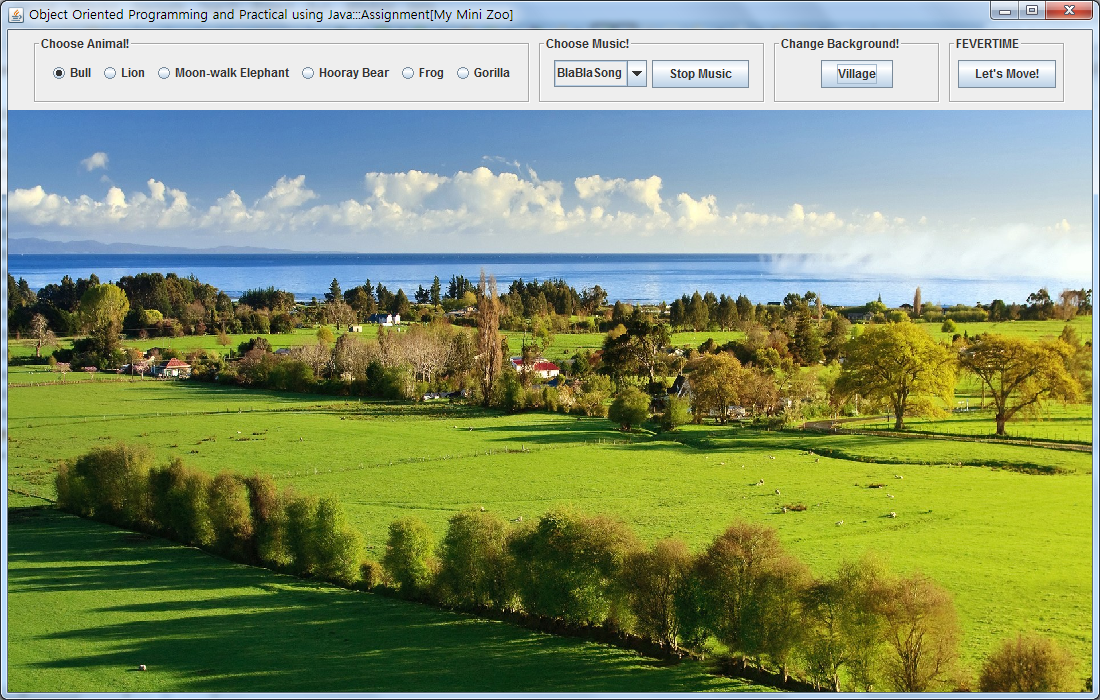 Object Oriented Programming and Practical using Java:::Assignment[My Mini Zoo]
Choose Animal!
Bull
Lion
Moon-walk Elephant
Hooray Bear
Frog
Gorilla
Choose Music!
BlaBlaSong
Stop Music
Change Background!
Village
FEVERTIME
Let's Move!